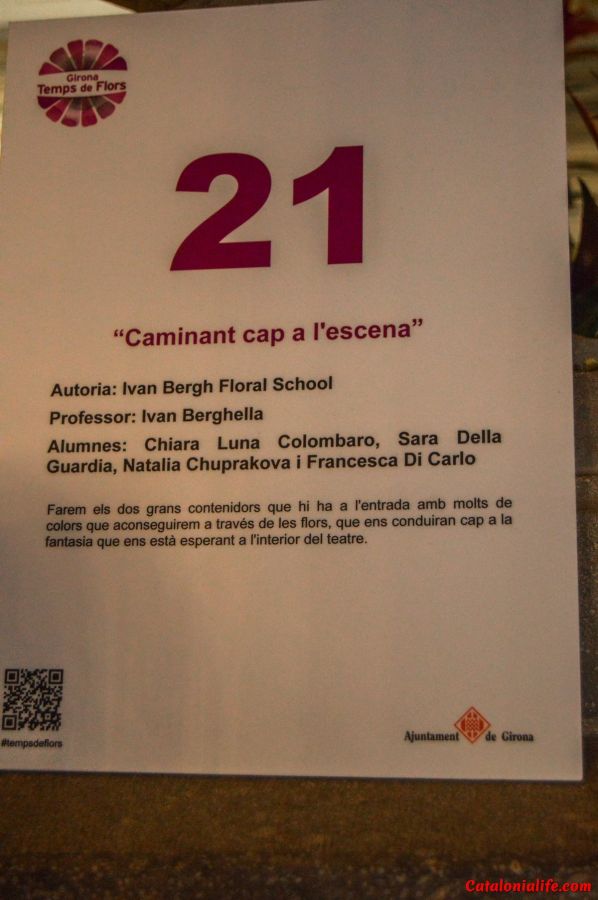 Girona
Temps de Flors
21
“Caminant cap a l'escena”
Autoria: Ivan Bergh Floral School
Professor: Ivan Berghella
Alumnes: Chiara Luna Colombaro, Sara Della
Guardia, Natalia Chuprakova i Francesca Di Carlo
Farem els dos grans contenidors que hi ha a l'entrada amb molts de
colors que aconseguirem a través de les flors, que ens conduiran cap a la
fantasia que ens està esperant a l'interior del teatre.
#tempsdeflors
Ajuntament de Girona
Catalonialife.com